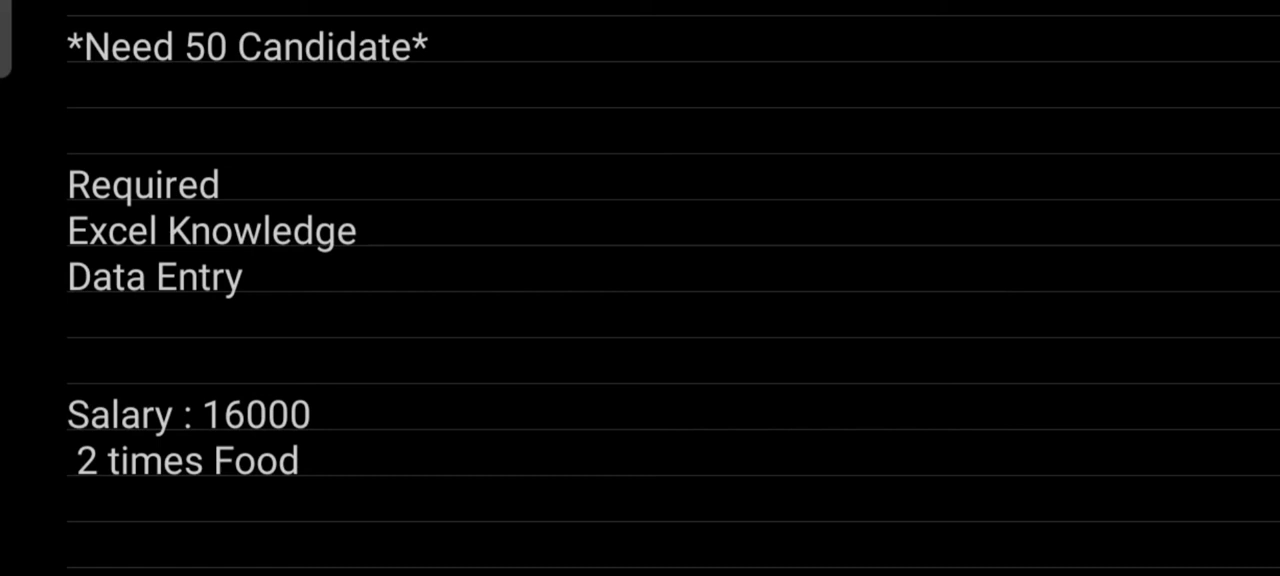 *Need 50 Candidate*
Required
Excel Knowledge
Data Entry
Salary : 16000
2 times Food